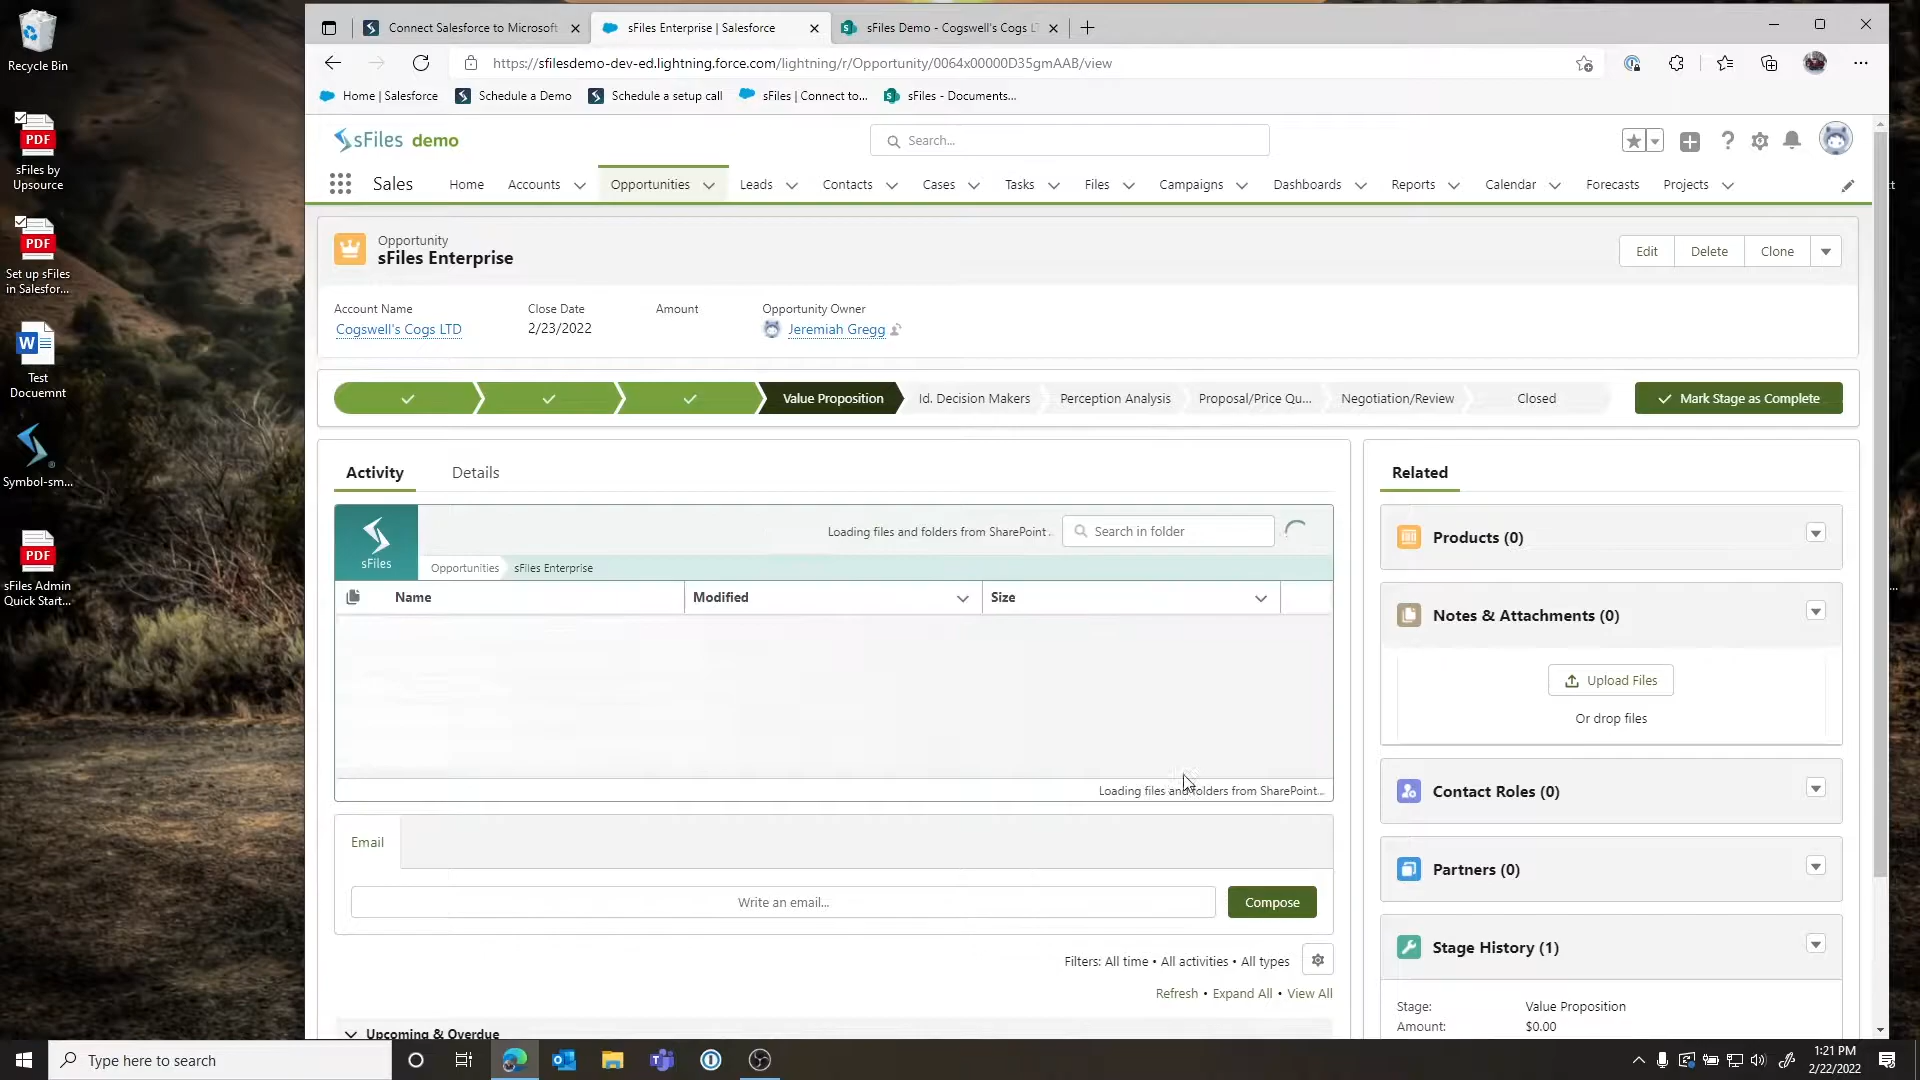 Recycle Bin
PDF
sFiles by
Upsource
PDF
Set up sFiles
in Salesfor...
W
Test
Docuemnt
Symbol-sm...
PDF
sFiles Admin
Quick Start...
Connect Salesforce to Microsoft
sFiles Enterprise | Salesforce
sFiles Demo - Cogswell's Cogs LT
https://sfilesdemo-dev-ed.lightning.force.com/lightning/r/Opportunity/0064x00000D35gmAAB/view
Home | Salesforce
Schedule a Demo
Schedule a setup call
sFiles | Connect to...
sFiles - Documents...
sFiles demo
Search...
Sales
Home
Accounts
Opportunities
Leads
Contacts
Cases
Tasks
Files
Campaigns
Dashboards
Reports
Calendar
Forecasts
Projects
Opportunity
sFiles Enterprise
Edit
Delete
Clone
Account Name
Cogswell's Cogs LTD
Close Date
2/23/2022
Amount
Opportunity Owner
Jeremiah Gregg
Value Proposition
Id. Decision Makers
Perception Analysis
Proposal/Price Qu...
Negotiation/Review
Closed
Mark Stage as Complete
Activity
Details
sFiles
Loading files and folders from SharePoint..
Search in folder
Opportunities
sFiles Enterprise
Name
Modified
Size
Loading files and folders from SharePoint...
Email
Write an email...
Compose
Filters: All time • All activities • All types
Refresh • Expand All • View All
Upcoming & Overdue
Related
Products (0)
Notes & Attachments (0)
Upload Files
Or drop files
Contact Roles (0)
Partners (0)
Stage History (1)
Stage:
Value Proposition
Amount:
$0.00
Type here to search
1:21 PM
2/22/2022